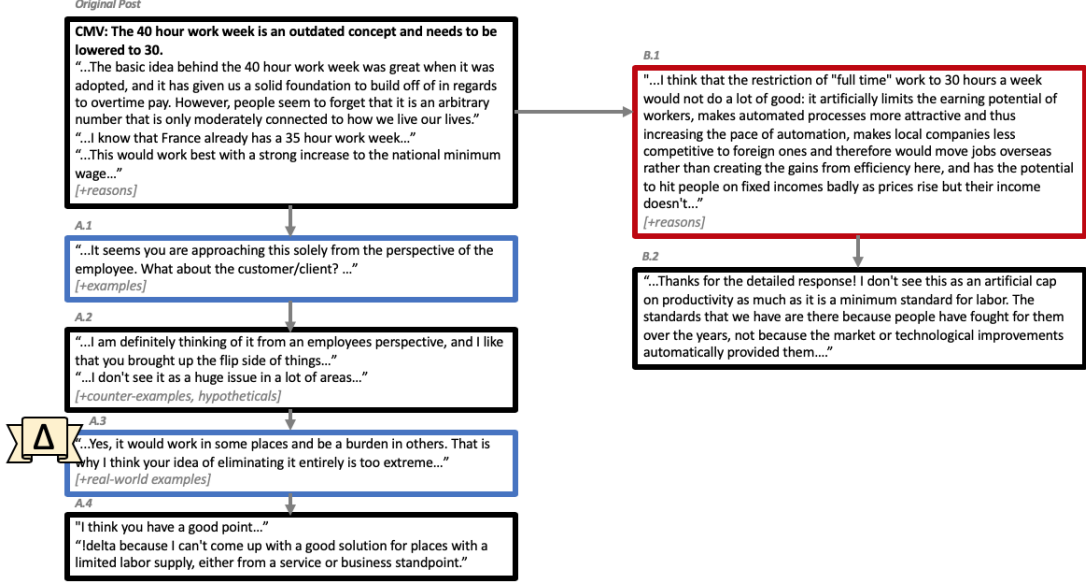 Original Post
CMV: The 40 hour work week is an outdated concept and needs to be
lowered to 30.
“...The basic idea behind the 40 hour work week was great when it was
adopted, and it has given us a solid foundation to build off of in regards
to overtime pay. However, people seem to forget that it is an arbitrary
number that is only moderately connected to how we live our lives.”
“...I know that France already has a 35 hour work week...”
“...This would work best with a strong increase to the national minimum
wage...”
[+reasons]
A.1
“...It seems you are approaching this solely from the perspective of the
employee. What about the customer/client? ...”
[+examples]
A.2
“...I am definitely thinking of it from an employees perspective, and I like
that you brought up the flip side of things...”
“...I don't see it as a huge issue in a lot of areas...”
[+counter-examples, hypotheticals]
A.3
Δ
“...Yes, it would work in some places and be a burden in others. That is
why I think your idea of eliminating it entirely is too extreme...”
[+real-world examples]
A.4
"I think you have a good point...”
“!delta because I can't come up with a good solution for places with a
limited labor supply, either from a service or business standpoint.”
B.1
"...I think that the restriction of "full time" work to 30 hours a week
would not do a lot of good: it artificially limits the earning potential of
workers, makes automated processes more attractive and thus
increasing the pace of automation, makes local companies less
competitive to foreign ones and therefore would move jobs overseas
rather than creating the gains from efficiency here, and has the potential
to hit people on fixed incomes badly as prices rise but their income
doesn't...”
[+reasons]
B.2
“...Thanks for the detailed response! I don't see this as an artificial cap
on productivity as much as it is a minimum standard for labor. The
standards that we have are there because people have fought for them
over the years, not because the market or technological improvements
automatically provided them....”